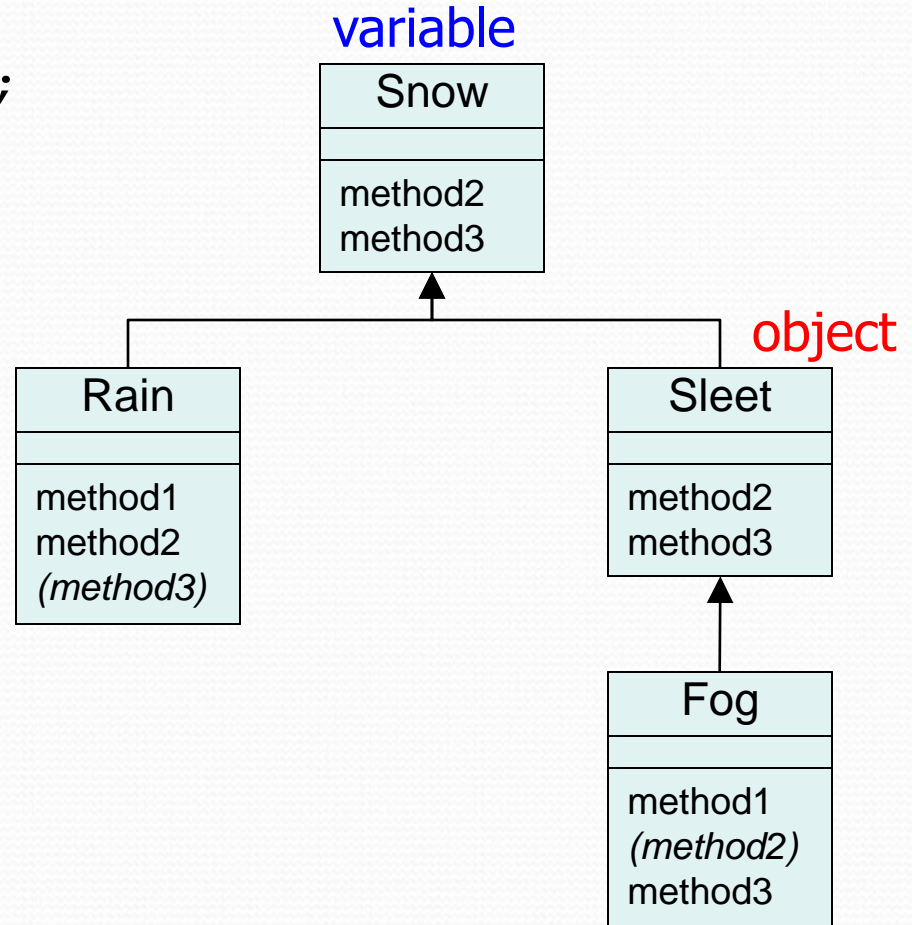 variable
;
Snow
method2
method3
object
Rain
method1
method2
(method3)
Sleet
method2
method3
Fog
method1
(method2)
method3